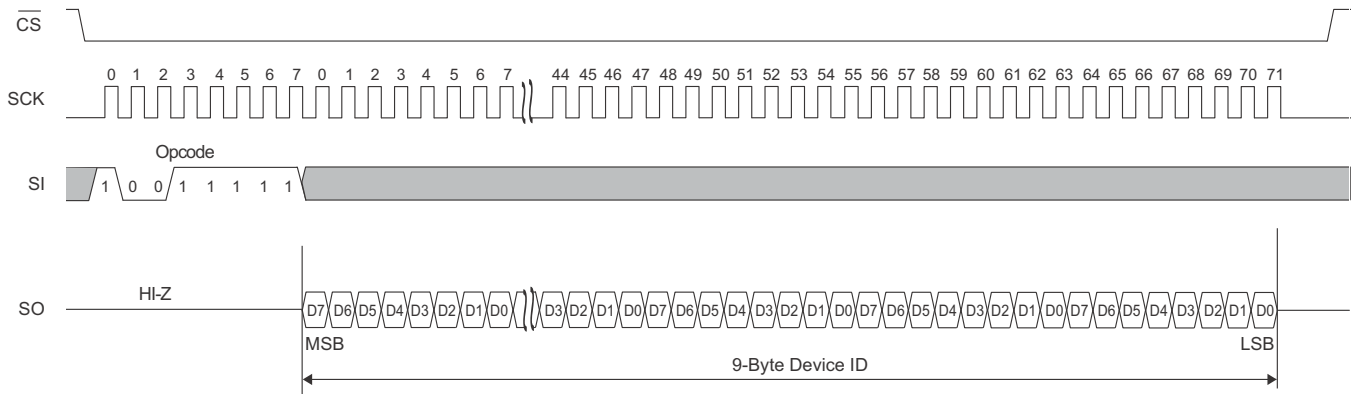 CS
0 1 2 3 4 5 6 7 0 1 2 3 4 5 6 7 44 45 46 47 48 49 50 51 52 53 54 55 56 57 58 59 60 61 62 63 64 65 66 67 68 69 70 71
SCK
Opcode
SI 1 0 0 1 1 1 1 1
HI-Z
SO D7 D6 D5 D4 D3 D2 D1 D0 D3 D2 D1 D0 D7 D6 D5 D4 D3 D2 D1 D0 D7 D6 D5 D4 D3 D2 D1 D0 D7 D6 D5 D4 D3 D2 D1 D0
MSB LSB
9-Byte Device ID